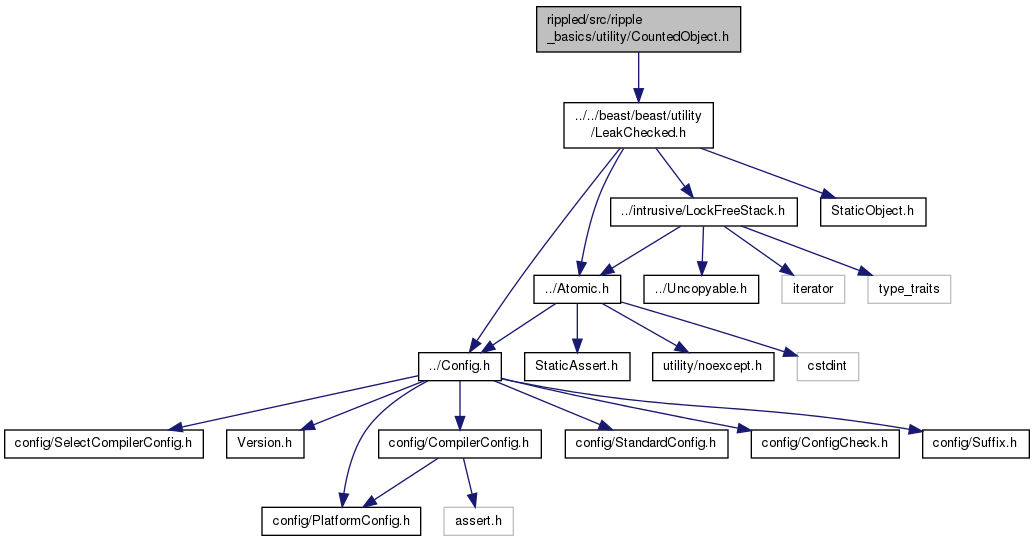 rippled/src/ripple
_basics/utility/CountedObject.h
../../beast/beast/utility
/LeakChecked.h
../intrusive/LockFreeStack.h
StaticObject.h
../Atomic.h
../Uncopyable.h
iterator
type_traits
../Config.h
StaticAssert.h
utility/noexcept.h
cstdint
config/SelectCompilerConfig.h
Version.h
config/CompilerConfig.h
config/StandardConfig.h
config/ConfigCheck.h
config/Suffix.h
config/PlatformConfig.h
assert.h